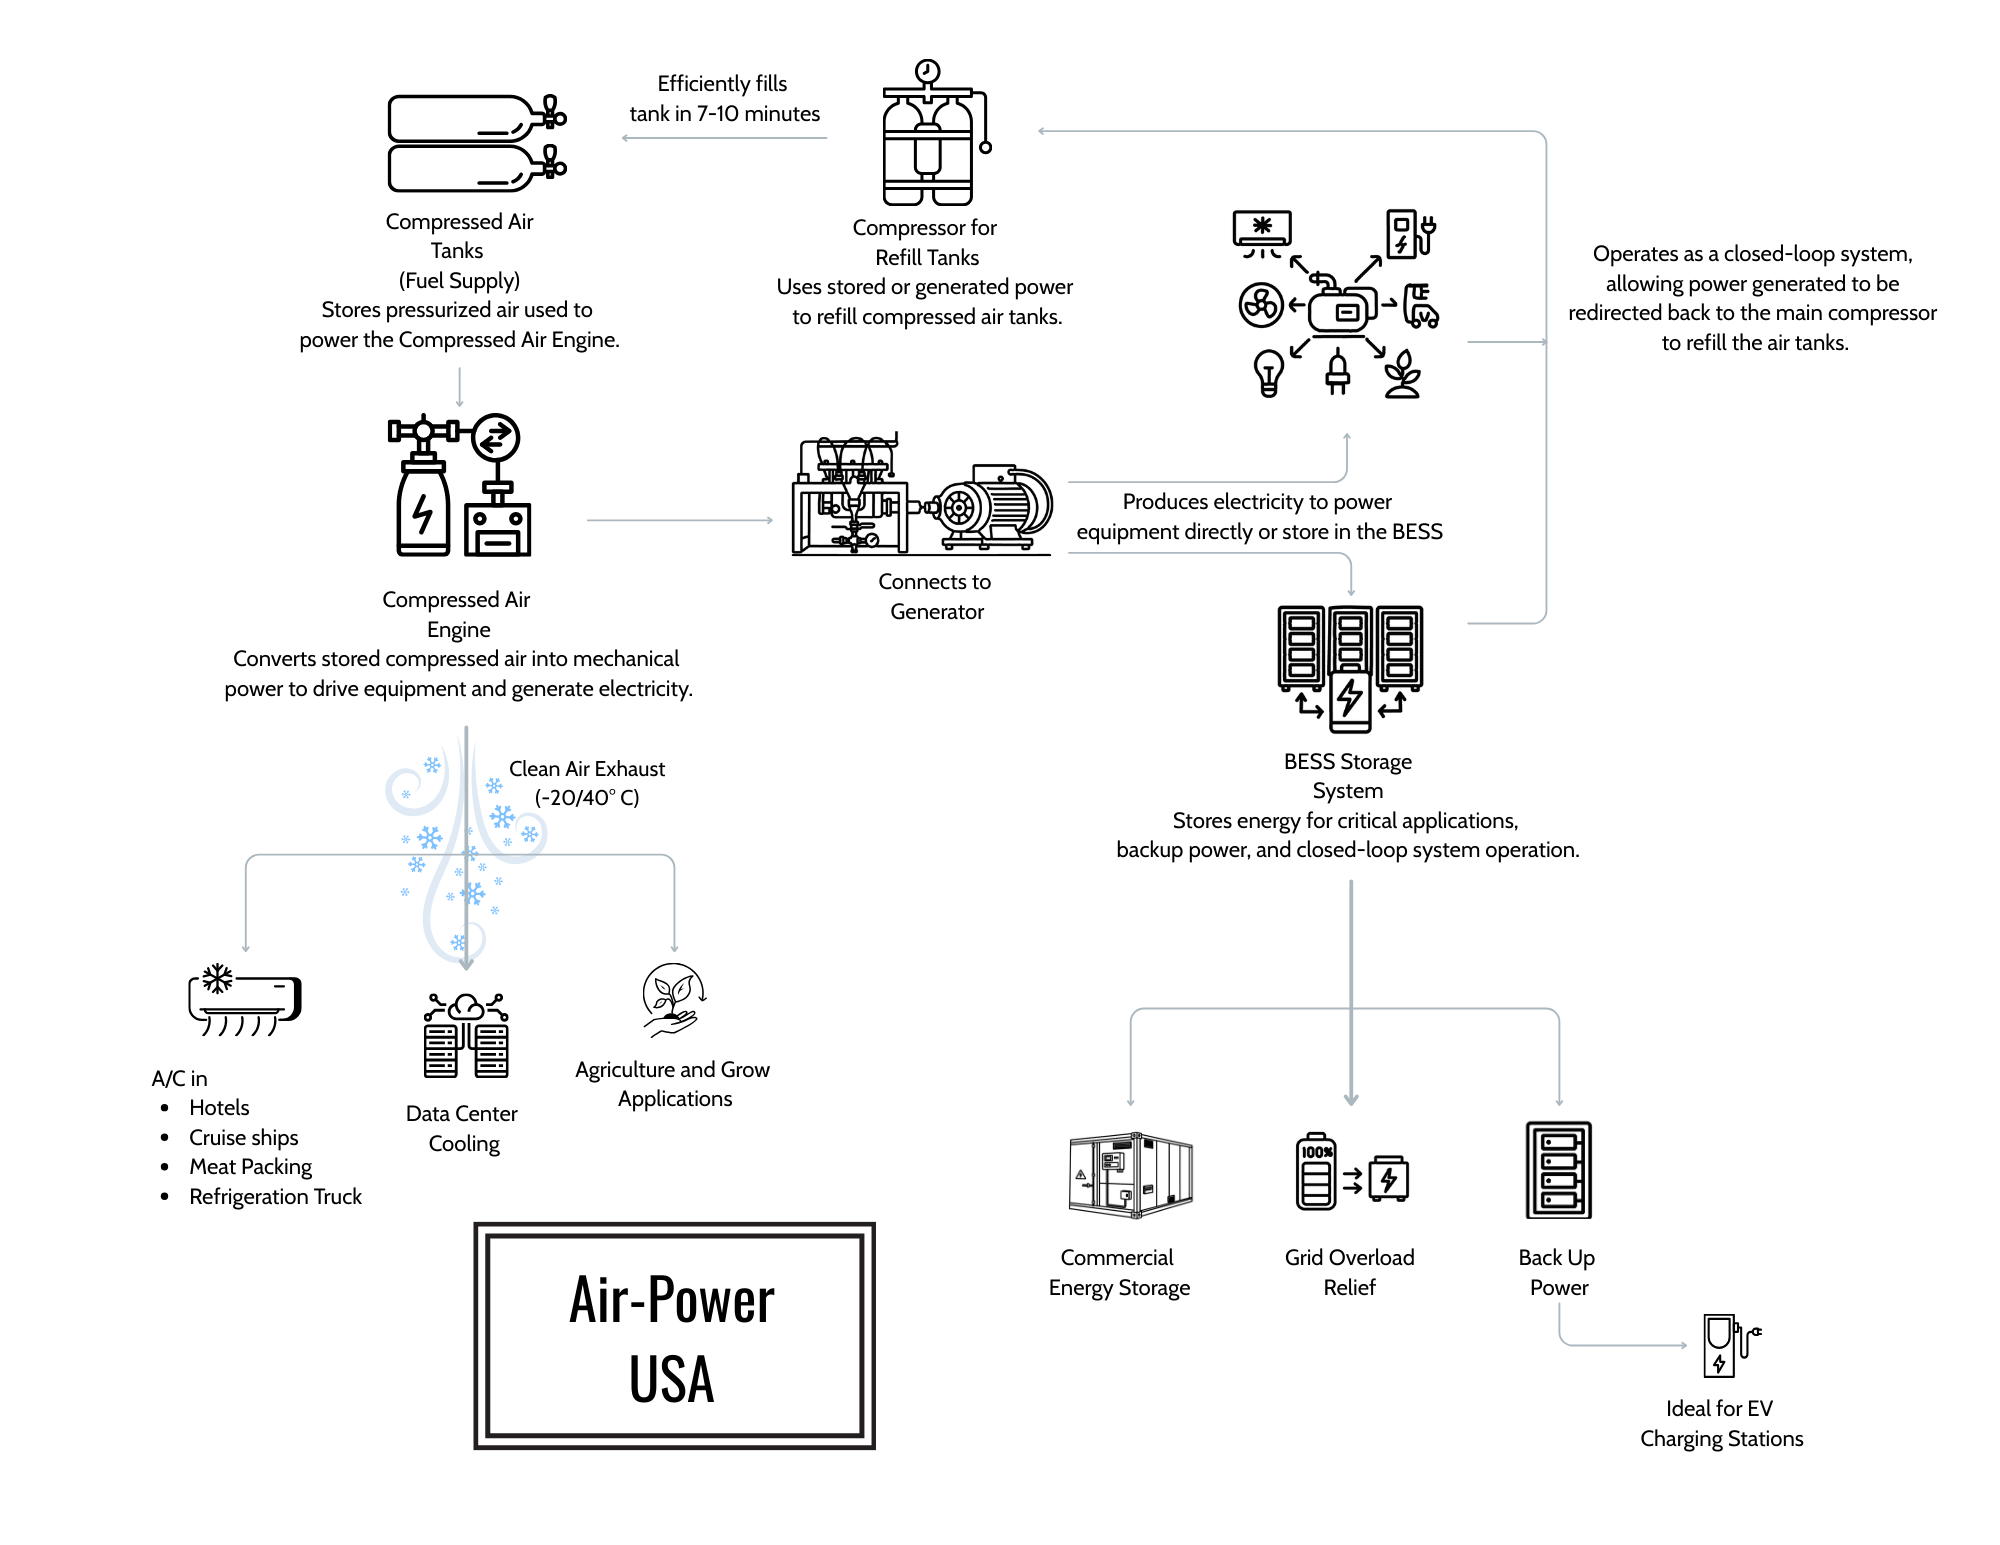 Efficiently fills
tank in 7-10 minutes
Compressed Air
Tanks
(Fuel Supply)
Stores pressurized air used to
power the Compressed Air Engine.
Compressor for
Refill Tanks
Uses stored or generated power
to refill compressed air tanks.
Operates as a closed-loop system,
allowing power generated to be
redirected back to the main compressor
to refill the air tanks.
Compressed Air
Engine
Converts stored compressed air into mechanical
power to drive equipment and generate electricity.
Connects to
Generator
Produces electricity to power
equipment directly or store in the BESS
BESS Storage
System
Stores energy for critical applications,
backup power, and closed-loop system operation.
Clean Air Exhaust
(-20/40° C)
A/C in
• Hotels
• Cruise ships
• Meat Packing
• Refrigeration Truck
Data Center
Cooling
Agriculture and Grow
Applications
100%
Commercial
Energy Storage
Grid Overload
Relief
Back Up
Power
Ideal for EV
Charging Stations
Air-Power
USA